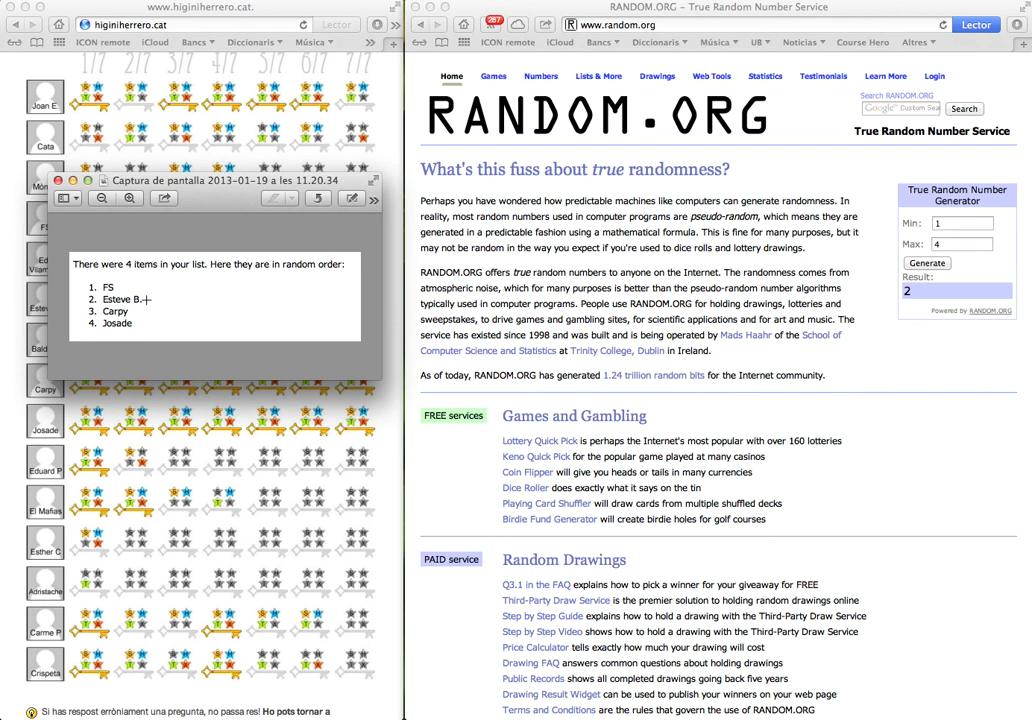 www.higiniherrero.cat.
higiniherrero.cat
Lector
ICON remote iCloud Bancs Diccionaris Música
1/7 2/7 3/7 4/7 5/7 6/7 7/7
Joan E.
Cata
Captura de pantalla 2013-01-19 a les 11.20.34
There were 4 items in your list. Here they are in random order:
1. FS
2. Esteve B.
3. Carpy
4. Josade
Carpy
Josade
Eduard P
El Mafias
Esther C
Adristache
Carme P
Crispeta
Si has respost erròniament una pregunta, no passa res! Ho pots tornar a
RANDOM.ORG - True Random Number Service
267
www.random.org
Lector
ICON remote iCloud Bancs Diccionaris Música UB Noticias Course Hero Altres
Home Games Numbers Lists & More Drawings Web Tools Statistics Testimonials Learn More Login
RANDOM.ORG
Search RANDOM.ORG
Google™ Custom Sea Search
True Random Number Service
What's this fuss about true randomness?
Perhaps you have wondered how predictable machines like computers can generate randomness. In
reality, most random numbers used in computer programs are pseudo-random, which means they are
generated in a predictable fashion using a mathematical formula. This is fine for many purposes, but it
may not be random in the way you expect if you're used to dice rolls and lottery drawings.
RANDOM.ORG offers true random numbers to anyone on the Internet. The randomness comes from
atmospheric noise, which for many purposes is better than the pseudo-random number algorithms
typically used in computer programs. People use RANDOM.ORG for holding drawings, lotteries and
sweepstakes, to drive games and gambling sites, for scientific applications and for art and music. The
service has existed since 1998 and was built and is being operated by Mads Haahr of the School of
Computer Science and Statistics at Trinity College, Dublin in Ireland.
As of today, RANDOM.ORG has generated 1.24 trillion random bits for the Internet community.
True Random Number
Generator
Min: 1
Max: 4
Generate
Result:
2
Powered by RANDOM.ORG
FREE services
Games and Gambling
Lottery Quick Pick is perhaps the Internet's most popular with over 160 lotteries
Keno Quick Pick for the popular game played at many casinos
Coin Flipper will give you heads or tails in many currencies
Dice Roller does exactly what it says on the tin
Playing Card Shuffler will draw cards from multiple shuffled decks
Birdie Fund Generator will create birdie holes for golf courses
PAID service
Random Drawings
Q3.1 in the FAQ explains how to pick a winner for your giveaway for FREE
Third-Party Draw Service is the premier solution to holding random drawings online
Step by Step Guide explains how to hold a drawing with the Third-Party Draw Service
Step by Step Video shows how to hold a drawing with the Third-Party Draw Service
Price Calculator tells exactly how much your drawing will cost
Drawing FAQ answers common questions about holding drawings
Public Records shows all completed drawings going back five years
Drawing Result Widget can be used to publish your winners on your web page
Terms and Conditions are the rules that govern the use of RANDOM.ORG